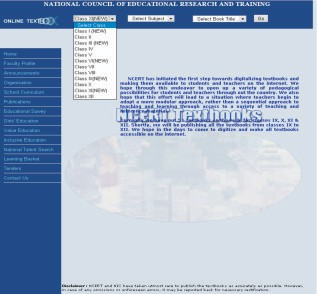 NATIONAL COUNCIL OF EDUCATIONAL RESEARCH AND TRAINING
ONLINE TEXTBOOK
Class XI(NEW)
Select Subject
Select Book Title
Go
Select Class
Class I (NEW)
Class II
Class III (NEW)
Class IV
Class V
Class VI(NEW)
Class VII
Class VIII
Class IX(NEW)
Class X
Class XI(NEW)
Class XII
Home
Faculty Profile
Announcements
Organisation
School Curriculum
Publications
Educational Survey
Girls' Education
Value Education
Inclusive Education
National Talent Search
Learning Basket
Tenders
Contact Us
NCERT has initiated the first step towards digitalizing textbooks and
making them available to students and teachers on the Internet. We
hope through this endeavour to open up a variety of pedagogical
possibilities for students and teachers through out the country. We also
hope that this effort will lead to a situation where teachers begin to
adopt a more modular approach, rather than a sequential approach to
teaching and learning through access to a variety of teaching and
NCERT Textbooks
IX, X, XI &
XII. Shortly, we will be publishing all the textbooks from classes IX to
XII. We hope in the days to come to digitize and make all textbooks
accessible on the internet.
Disclaimer : NCERT and NIC have taken utmost care to publish the textbooks as accurately as possible. However,
in case of any omissions or unforeseen errors, it may be reported back for necessary rectification.